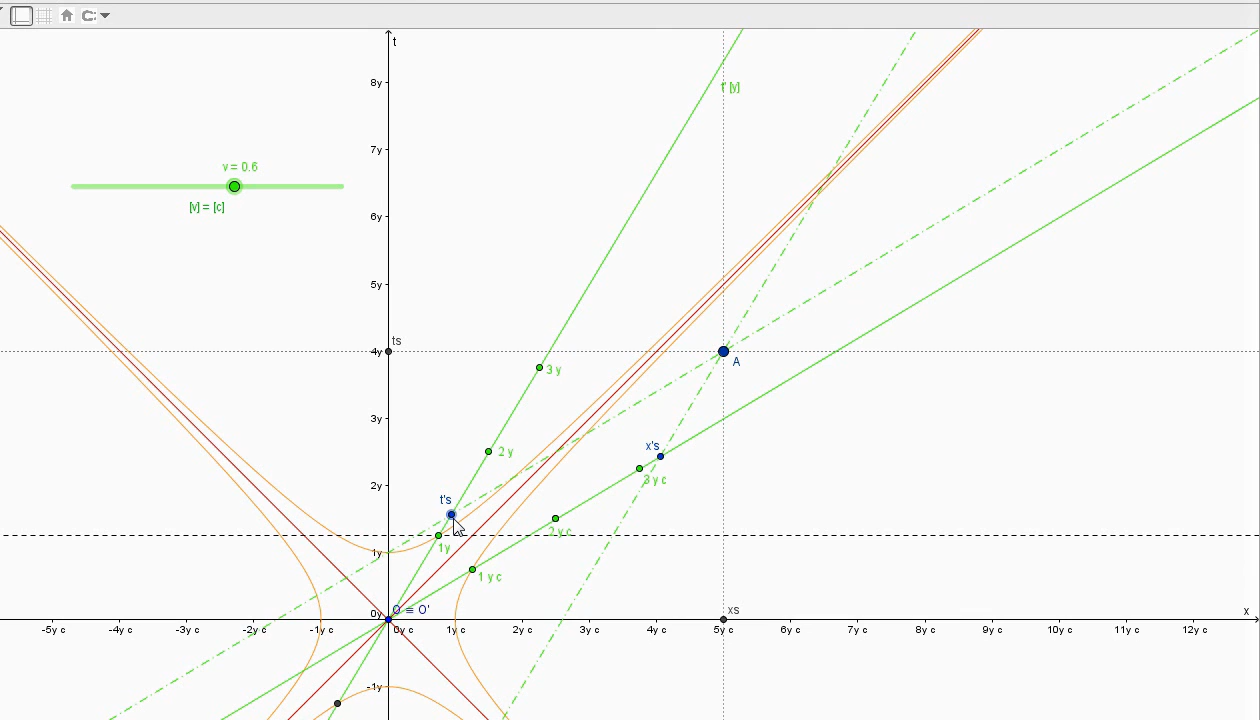 t
8y
t' [y]
7y
v = 0.6
[v] = [c]
6y
5y
ts
4y
A
3 y
3y
x's
2 y
3 y c
2y
t's
2 y c
1y
1y
1 y c
O ≡ O'
xs
x
0y
-5y c -4y c -3y c -2y c -1y c 0y c 1y c 2y c 3y c 4y c 5y c 6y c 7y c 8y c 9y c 10y c 11y c 12y c
-1y